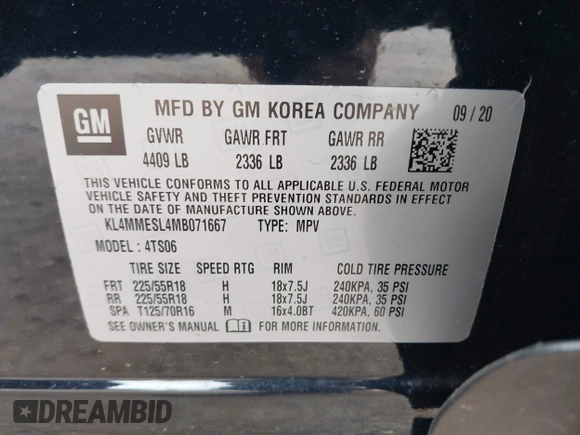 GM
MFD BY GM KOREA COMPANY 09/20
GVWR GAWR FRT GAWR RR
4409 LB 2336 LB 2336 LB
THIS VEHICLE CONFORMS TO ALL APPLICABLE U.S. FEDERAL MOTOR
VEHICLE SAFETY AND THEFT PREVENTION STANDARDS IN EFFECT ON
THE DATE OF MANUFACTURE SHOWN ABOVE.
KL4MMESL4MB071667 TYPE: MPV
MODEL : 4TS06
TIRE SIZE SPEED RTG RIM COLD TIRE PRESSURE
FRT 225/55R18 H 18x7.5J 240KPA, 35 PSI
RR 225/55R18 H 18x7.5J 240KPA, 35 PSI
SPA T125/70R16 M 16x4.0BT 420KPA, 60 PSI
SEE OWNER'S MANUAL FOR MORE INFORMATION.
DREAMBID